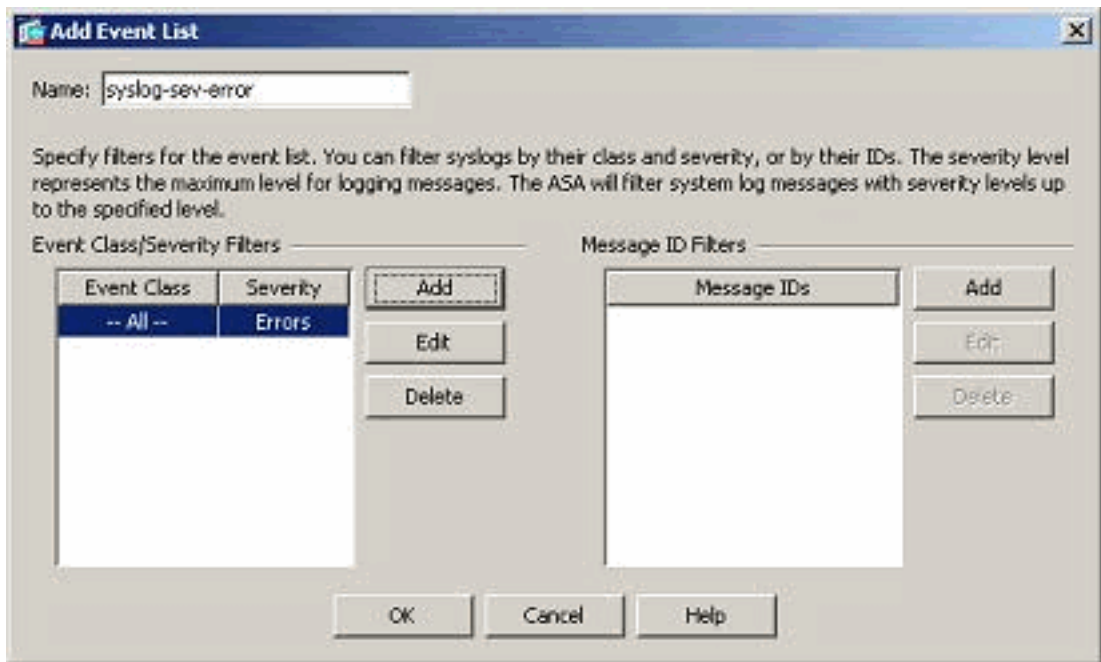 Add Event List
Name: syslog-sev-error
Specify filters for the event list. You can filter syslogs by their class and severity, or by their IDs. The severity level
represents the maximum level for logging messages. The ASA will filter system log messages with severity levels up
to the specified level.
Event Class/Severity Filters
Event Class Severity
-- All -- Errors
Add
Edit
Delete
Message ID Filters
Message IDs
Add
Edit
Delete
OK Cancel Help